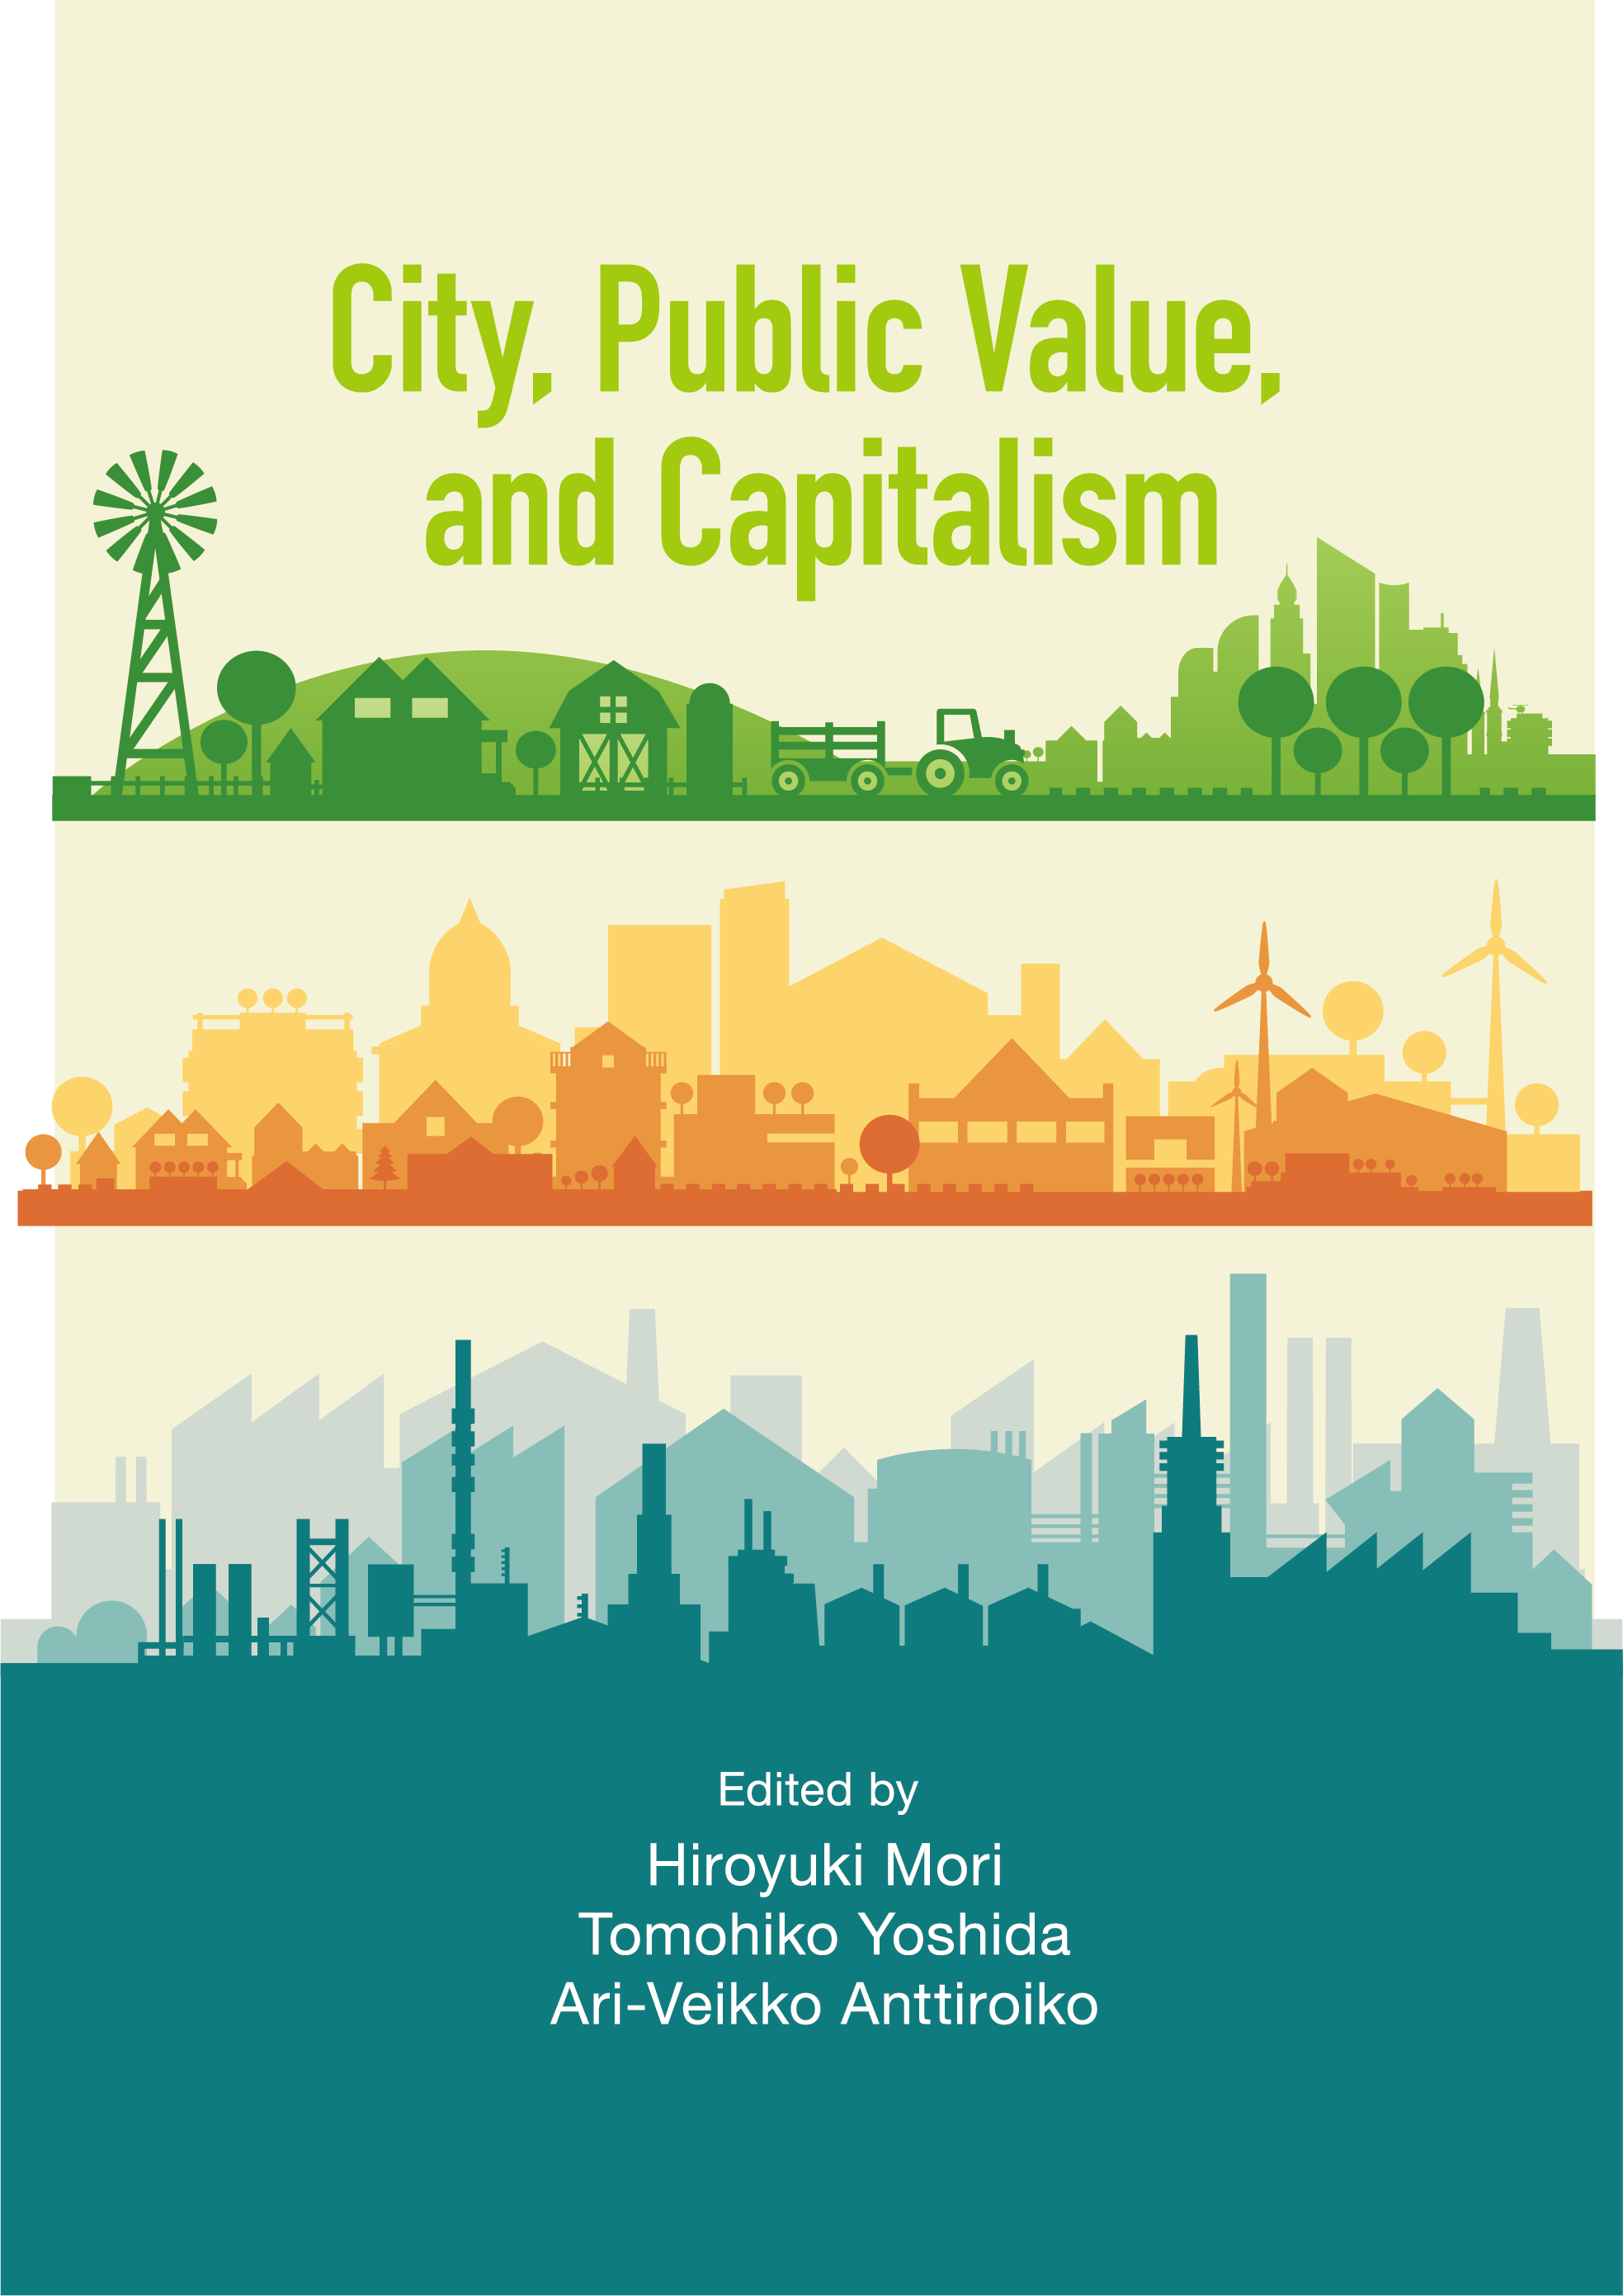 City, Public Value,
and Capitalism
Edited by
Hiroyuki Mori
Tomohiko Yoshida
Ari-Veikko Anttiroiko